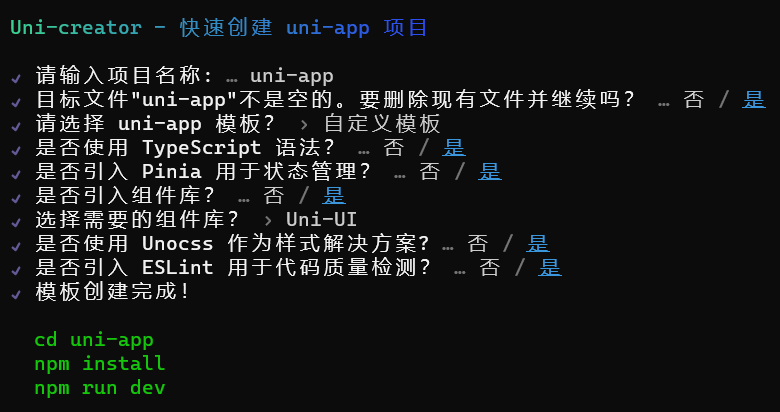 Uni-creator - 快速创建 uni-app 项目
✔ 请输入项目名称: … uni-app
✔ 目标文件"uni-app"不是空的。要删除现有文件并继续吗？ … 否 / 是
✔ 请选择 uni-app 模板？ › 自定义模板
✔ 是否使用 TypeScript 语法？ … 否 / 是
✔ 是否引入 Pinia 用于状态管理？ … 否 / 是
✔ 是否引入组件库？ … 否 / 是
✔ 选择需要的组件库？ › Uni-UI
✔ 是否使用 Unocss 作为样式解决方案? … 否 / 是
✔ 是否引入 ESLint 用于代码质量检测？ … 否 / 是
✔ 模板创建完成！
cd uni-app
npm install
npm run dev